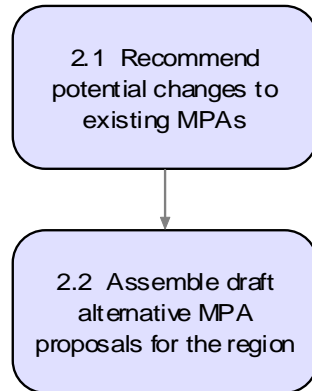 2.1 Recommend
potential changes to
existing MPAs
2.2 Assemble draft
alternative MPA
proposals for the region